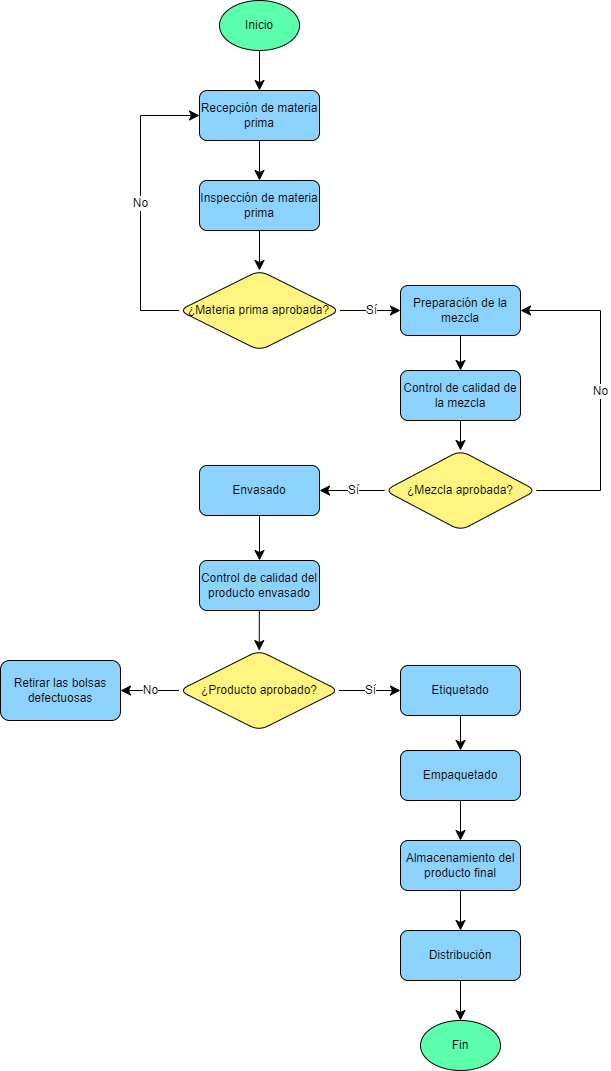 Inicio
Recepción de materia
prima
No
Inspección de materia
prima
¿Materia prima aprobada?
Sí
Preparación de la
mezcla
Control de calidad de
la mezcla
No
¿Mezcla aprobada?
Sí
Envasado
Control de calidad del
producto envasado
¿Producto aprobado?
No
Retirar las bolsas
defectuosas
Sí
Etiquetado
Empaquetado
Almacenamiento del
producto final
Distribución
Fin